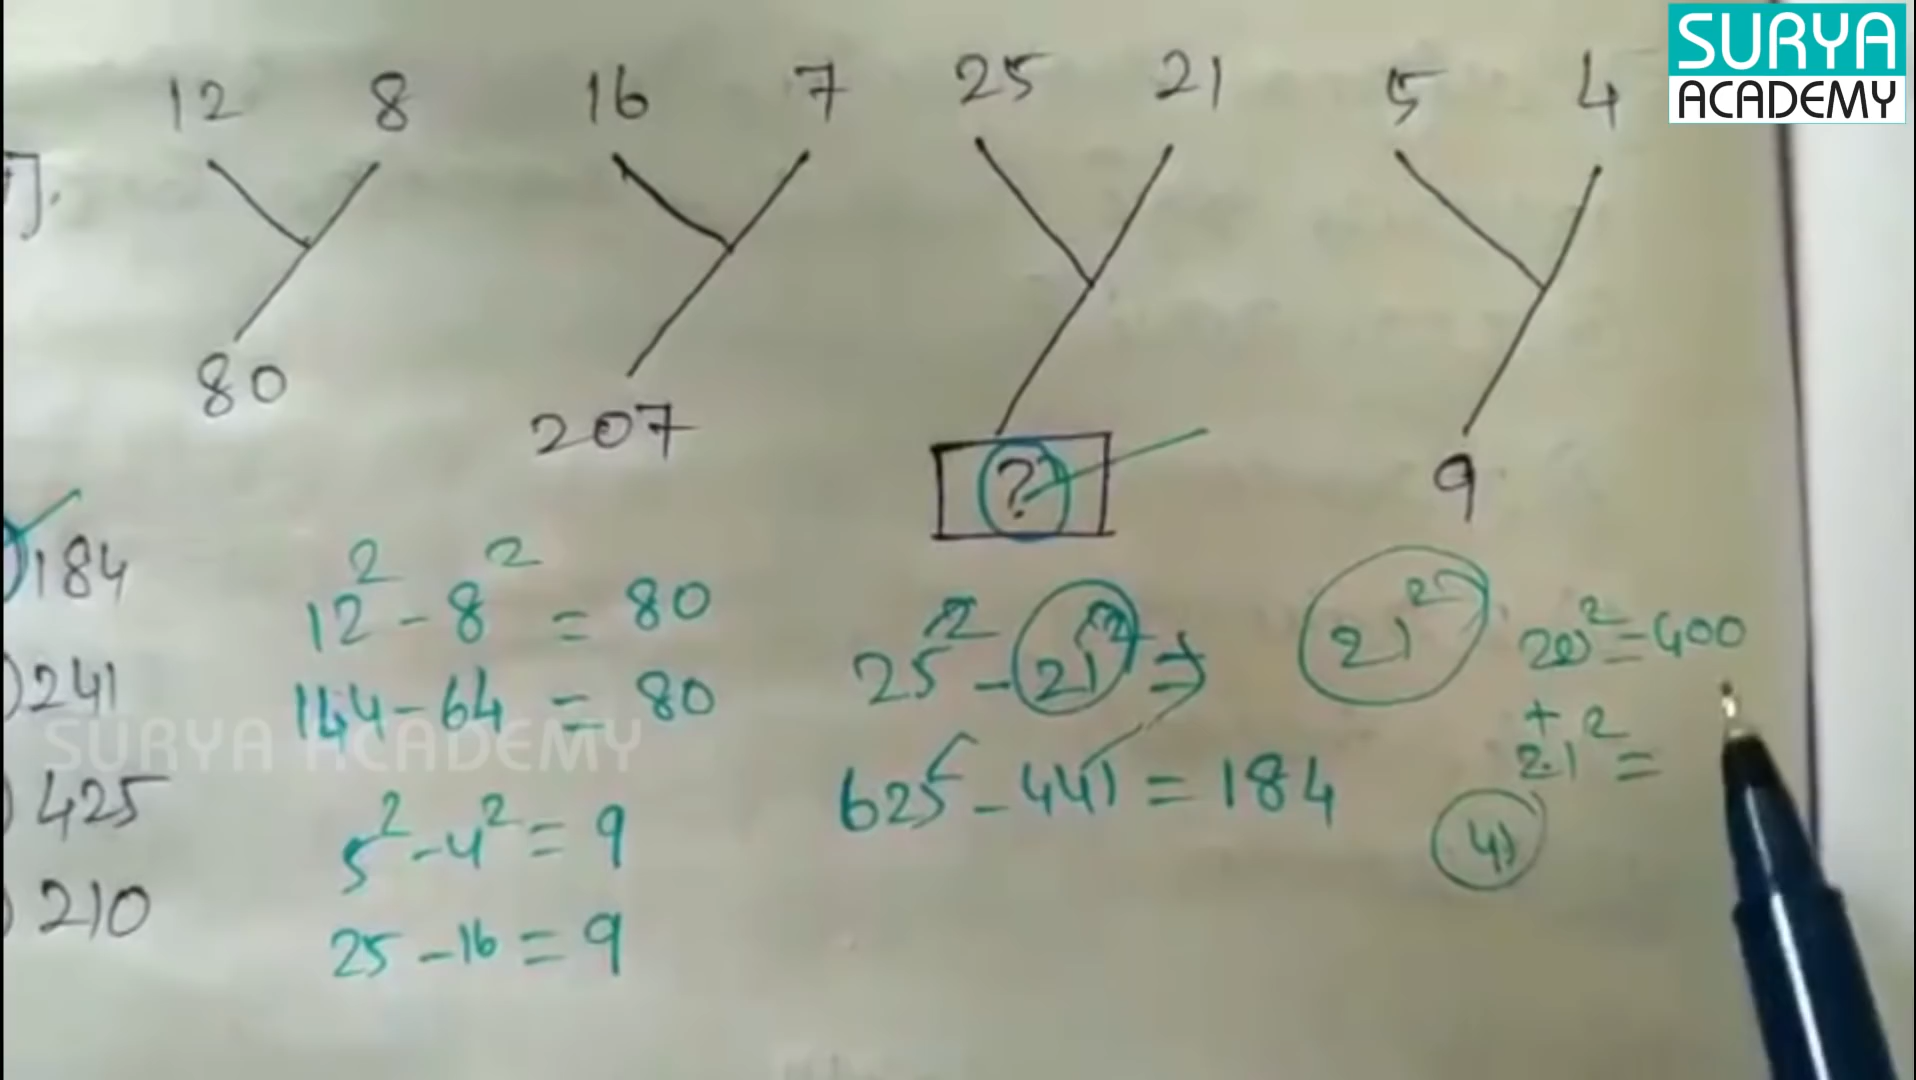 SURYA
ACADEMY
12 8 16 7 25 21 5 4
80 207 ? 9
184
241
425
210
12² - 8² = 80
144 - 64 = 80
5² - 4² = 9
25 - 16 = 9
25² - 21² ⇒
625 - 441 = 184
21²
20² = 400
+
21² =
41
SURYA ACADEMY